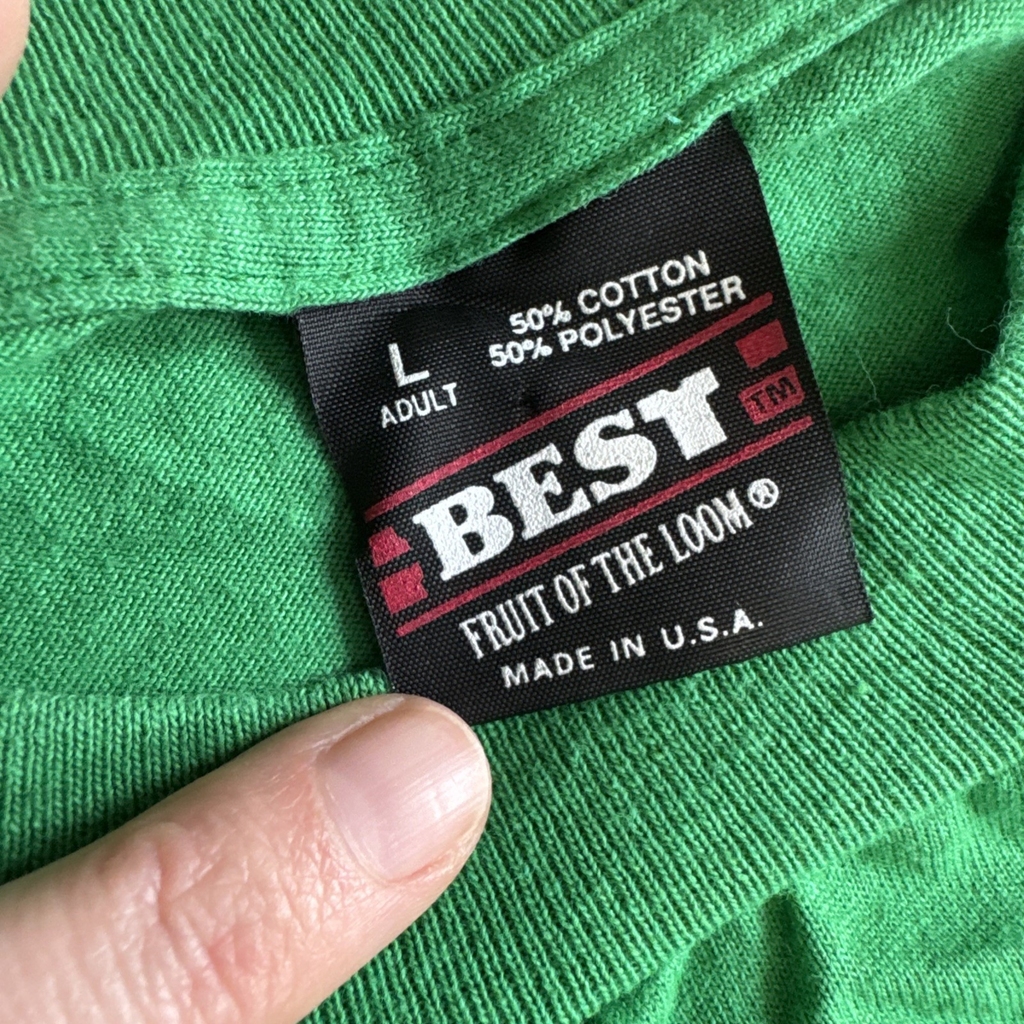 50% COTTON
50% POLYESTER
L
ADULT
BEST
TM
FRUIT OF THE LOOM®
MADE IN U.S.A.